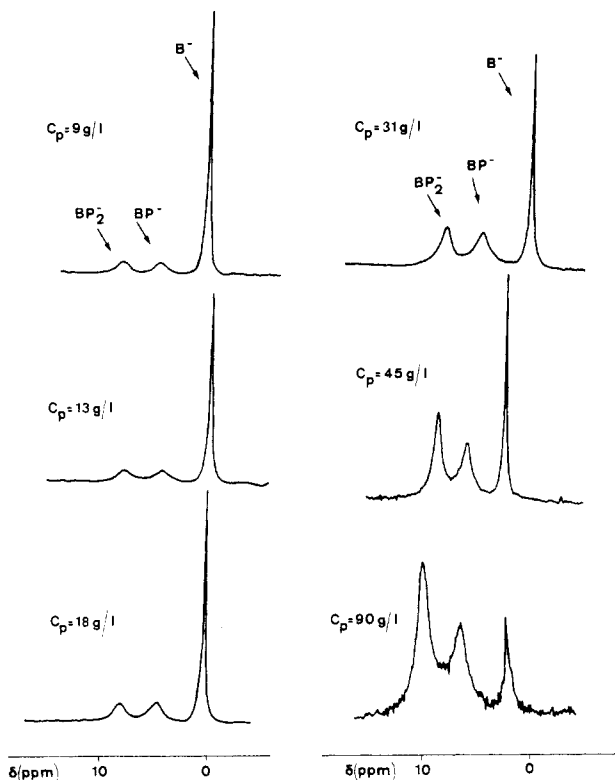 B⁻
Cp=9g/l
BP₂⁻ BP⁻
Cp=13g/l
Cp=18g/l
δ(ppm) 10 0
B⁻
Cp=31g/l
BP₂⁻ BP⁻
Cp=45g/l
Cp=90g/l
δ(ppm) 10 0